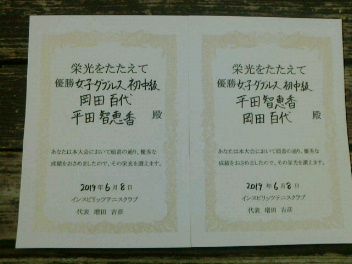 栄光をたたえて
優勝 女子ダブルス 初中級
岡田 百代
平田 智恵香 殿
あなたは本大会において頭書の通り、優秀な
成績をおさめましたので、その栄光を讃えます。
2019年6月8日
インスピリッツテニスクラブ
代表 増田 吉彦
栄光をたたえて
優勝 女子ダブルス 初中級
平田 智恵香
岡田 百代 殿
あなたは本大会において頭書の通り、優秀な
成績をおさめましたので、その栄光を讃えます。
2019年6月8日
インスピリッツテニスクラブ
代表 増田 吉彦